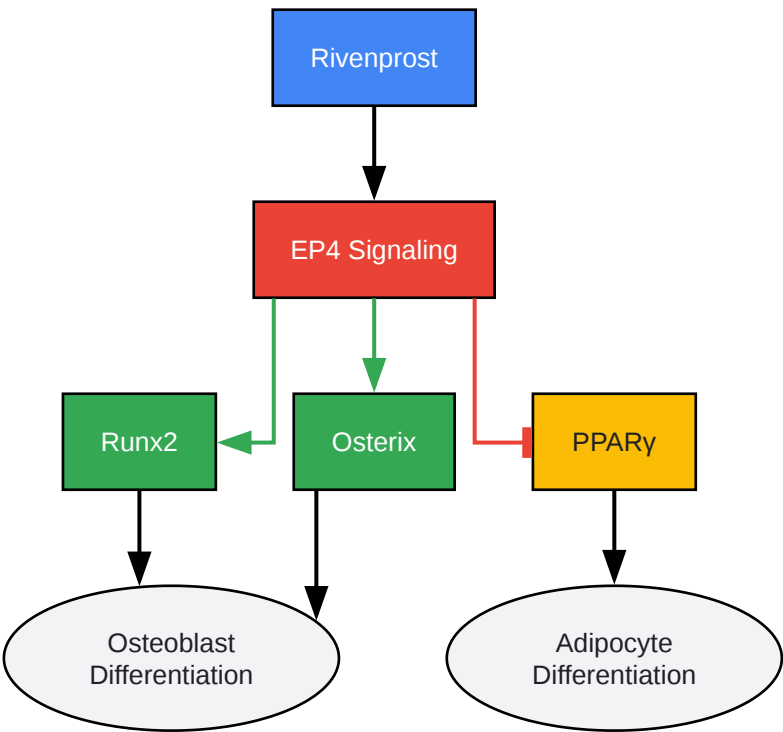 Rivenprost
EP4 Signaling
Runx2
Osterix
PPARγ
Osteoblast
Differentiation
Adipocyte
Differentiation